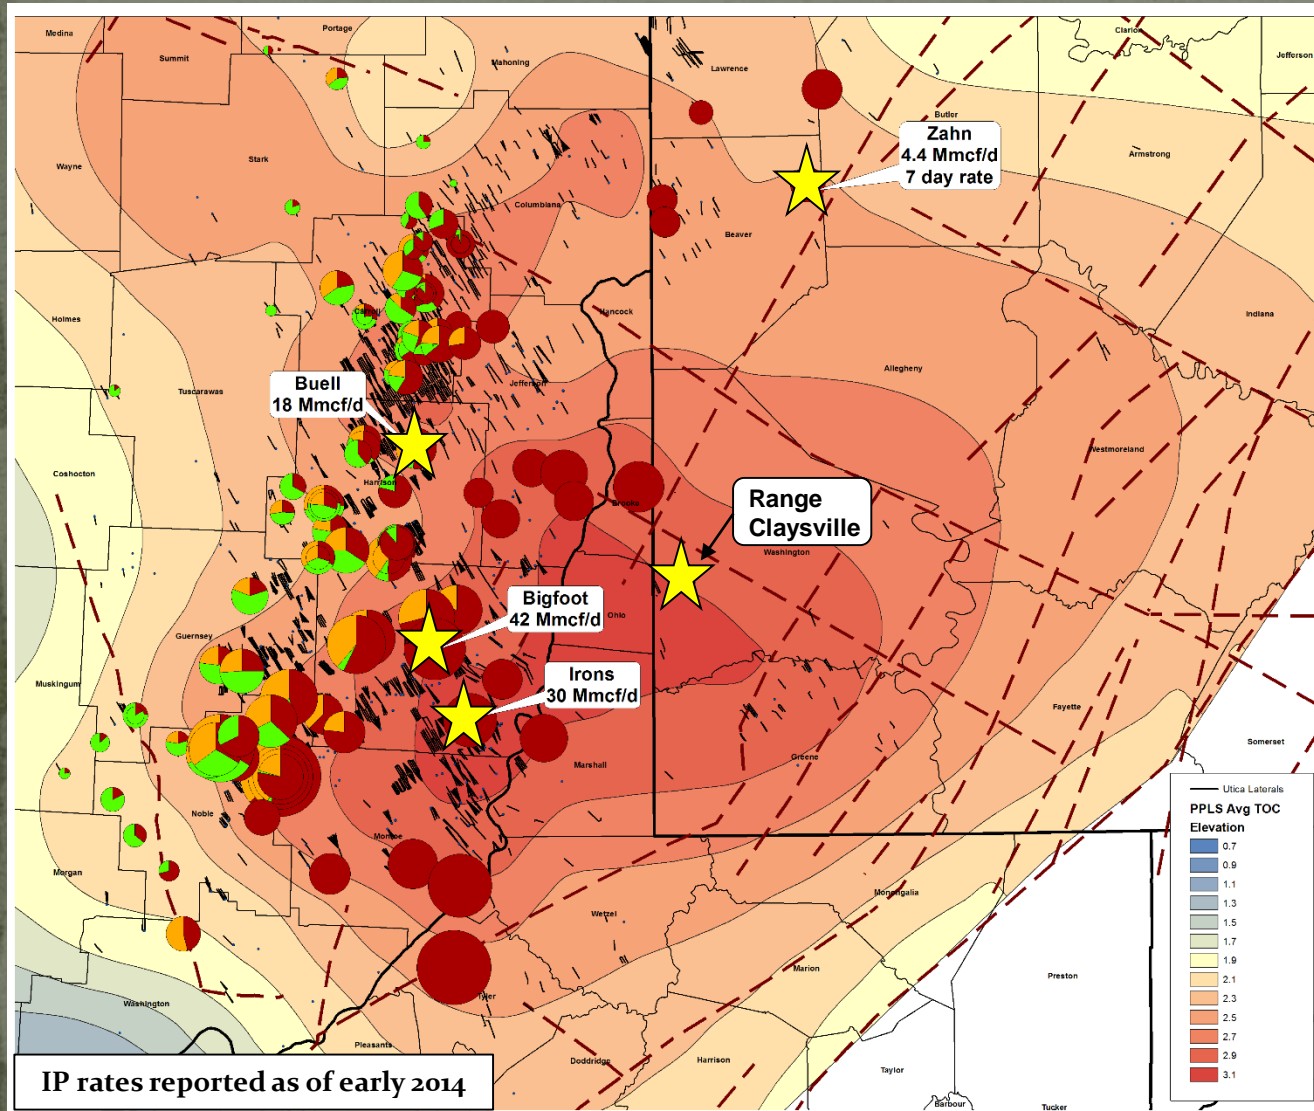 Medina
Portage
Summit
Mahoning
Lawrence
Clarion
Jefferson
Butler
Wayne
Stark
Armstrong
Zahn
4.4 Mmcf/d
7 day rate
Columbiana
Beaver
Holmes
Carroll
Hancock
Indiana
Tuscarawas
Jefferson
Allegheny
Buell
18 Mmcf/d
Westmoreland
Coshocton
Harrison
Brooke
Range
Claysville
Washington
Bigfoot
42 Mmcf/d
Ohio
Guernsey
Muskingum
Irons
30 Mmcf/d
Fayette
Somerset
Marshall
Greene
Noble
Monroe
Morgan
Monongalia
Wetzel
Marion
Preston
Washington
Tyler
Pleasants
Doddridge
Harrison
Taylor
Barbour
Tucker
Utica Laterals
PPLS Avg TOC
Elevation
0.7
0.9
1.1
1.3
1.5
1.7
1.9
2.1
2.3
2.5
2.7
2.9
3.1
IP rates reported as of early 2014